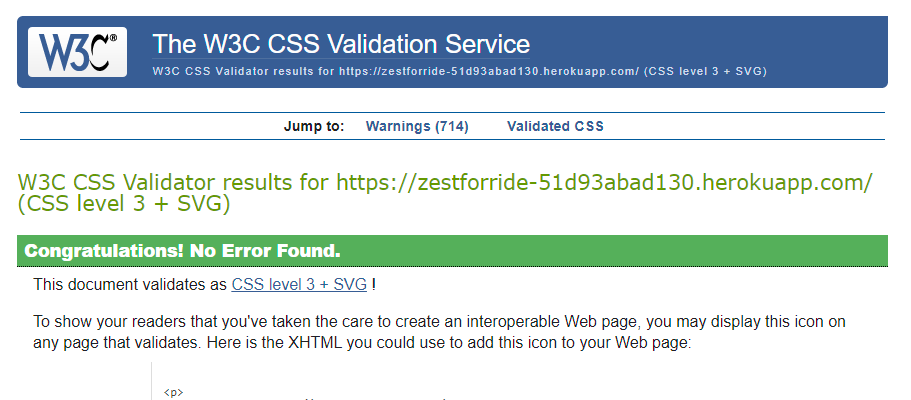 W3C®
The W3C CSS Validation Service
W3C CSS Validator results for https://zestforride-51d93abad130.herokuapp.com/ (CSS level 3 + SVG)
Jump to: Warnings (714) Validated CSS
W3C CSS Validator results for https://zestforride-51d93abad130.herokuapp.com/
(CSS level 3 + SVG)
Congratulations! No Error Found.
This document validates as CSS level 3 + SVG !
To show your readers that you've taken the care to create an interoperable Web page, you may display this icon on
any page that validates. Here is the XHTML you could use to add this icon to your Web page:
<p>